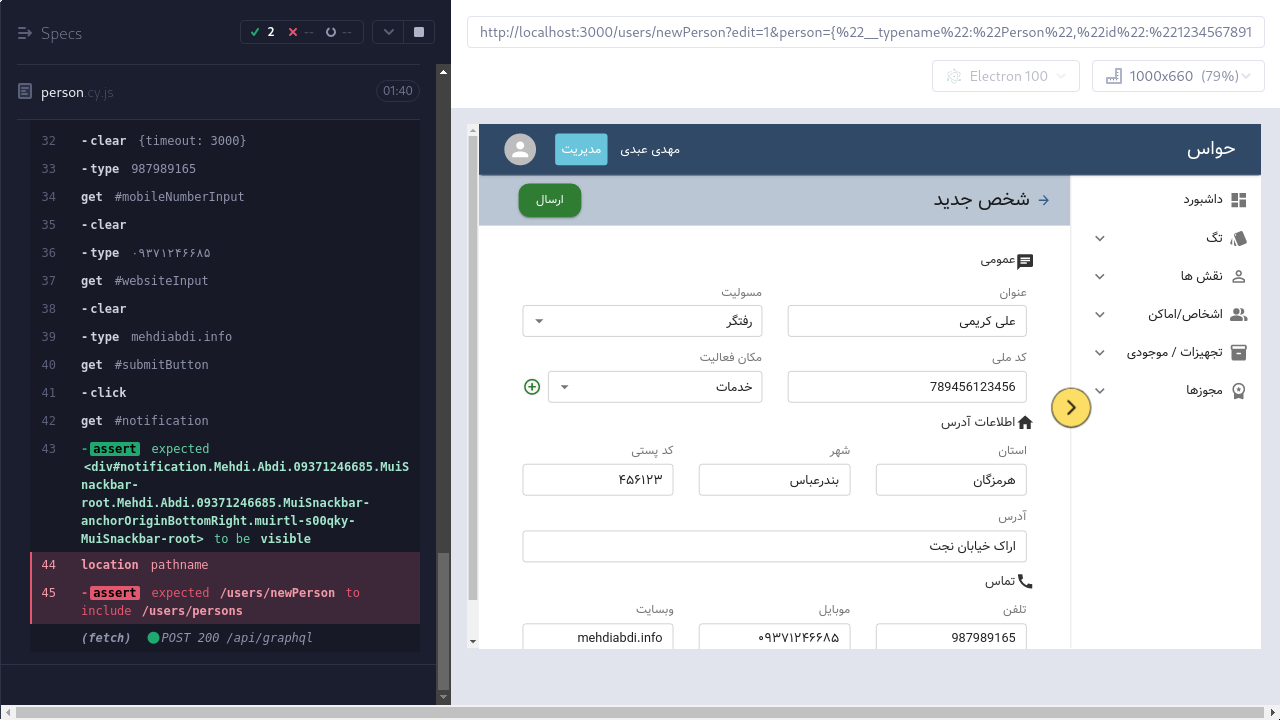 Specs
2
--
--
person.cy.js
01:40
32 -clear {timeout: 3000}
33 -type 987989165
34 get #mobileNumberInput
35 -clear
36 -type ۰۹۳۷۱۲۴۶۶۸۵
37 get #websiteInput
38 -clear
39 -type mehdiabdi.info
40 get #submitButton
41 -click
42 get #notification
43 -assert expected
<div#notification.Mehdi.Abdi.09371246685.MuiS
nackbar-
root.Mehdi.Abdi.09371246685.MuiSnackbar-
anchorOriginBottomRight.muirtl-s00qky-
MuiSnackbar-root> to be visible
44 location pathname
45 -assert expected /users/newPerson to
include /users/persons
(fetch) POST 200 /api/graphql
http://localhost:3000/users/newPerson?edit=1&person={%22__typename%22:%22Person%22,%22id%22:%221234567891
Electron 100
1000x660 (79%)
حواس
مهدی عبدی
مدیریت
داشبورد
تگ
نقش ها
اشخاص/اماکن
تجهیزات / موجودی
مجوزها
شخص جدید
ارسال
عمومی
عنوان
مسولیت
علی کریمی
رفتگر
کد ملی
مکان فعالیت
789456123456
خدمات
اطلاعات آدرس
استان
شهر
کد پستی
هرمزگان
بندرعباس
۴۵۶۱۲۳
آدرس
اراک خیابان نجت
تماس
تلفن
موبایل
وبسایت
987989165
۰۹۳۷۱۲۴۶۶۸۵
mehdiabdi.info